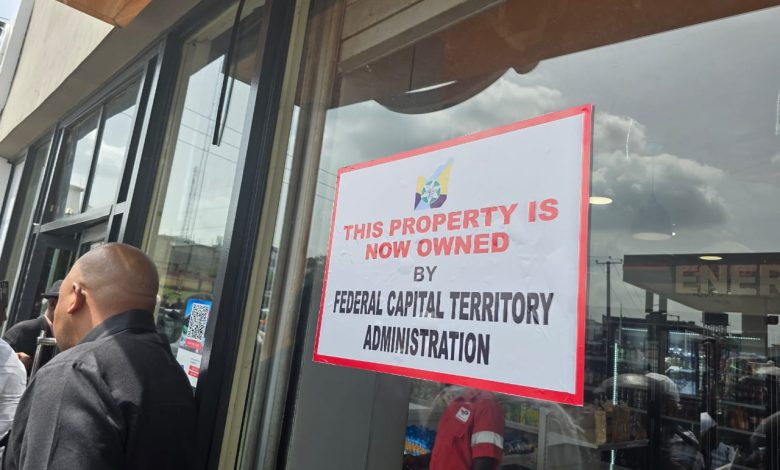 THIS PROPERTY IS
NOW OWNED
BY
FEDERAL CAPITAL TERRITORY
ADMINISTRATION
ENER